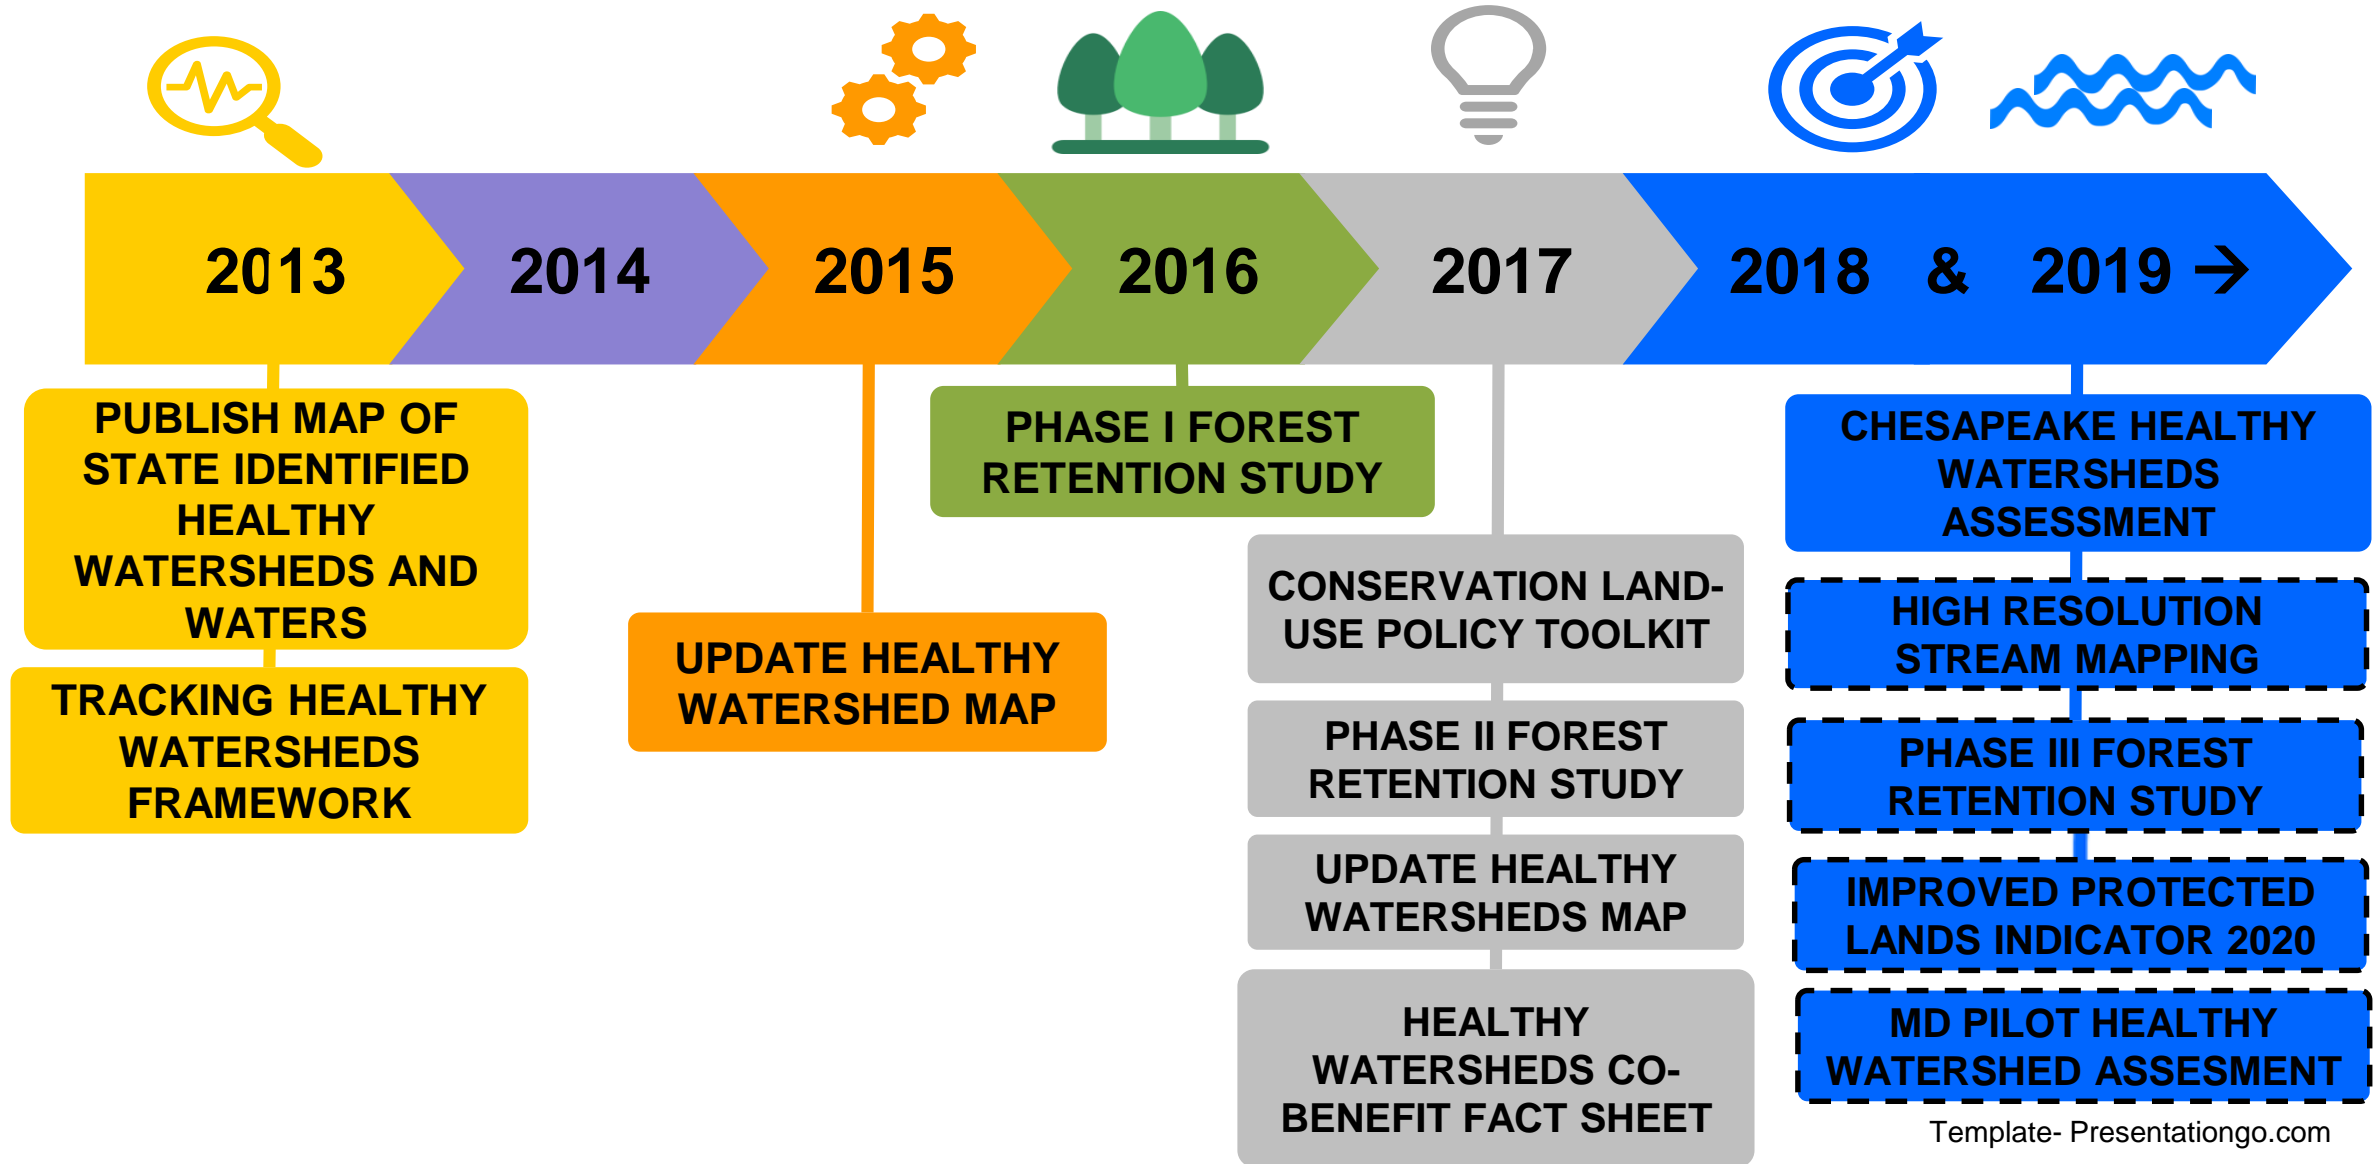 2013
2014
2015
2016
2017
2018 & 2019 →
PUBLISH MAP OF
STATE IDENTIFIED
HEALTHY
WATERSHEDS AND
WATERS
TRACKING HEALTHY
WATERSHEDS
FRAMEWORK
UPDATE HEALTHY
WATERSHED MAP
PHASE I FOREST
RETENTION STUDY
CONSERVATION LAND-
USE POLICY TOOLKIT
PHASE II FOREST
RETENTION STUDY
UPDATE HEALTHY
WATERSHEDS MAP
HEALTHY
WATERSHEDS CO-
BENEFIT FACT SHEET
CHESAPEAKE HEALTHY
WATERSHEDS
ASSESSMENT
HIGH RESOLUTION
STREAM MAPPING
PHASE III FOREST
RETENTION STUDY
IMPROVED PROTECTED
LANDS INDICATOR 2020
MD PILOT HEALTHY
WATERSHED ASSESMENT
Template- Presentationgo.com